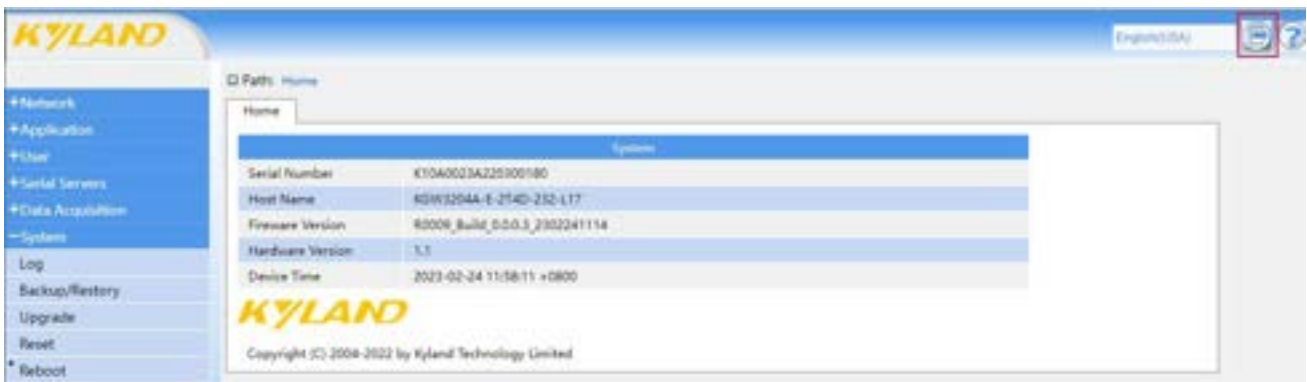 KYLAND
English(USA)
Path: Home
+Network
Home
+Application
+User
System
+Serial Servers
Serial Number K10A0023A220300180
+Data Acquisition
Host Name KGW3204A-E-2T4D-232-L17
-System
Fireware Version R0009_Build_0.0.0.3_2302241114
Hardware Version 1.1
Log
Device Time 2023-02-24 11:58:11 +0800
Backup/Restory
Upgrade
KYLAND
Reset
Copyright (C) 2004-2022 by Kyland Technology Limited
Reboot